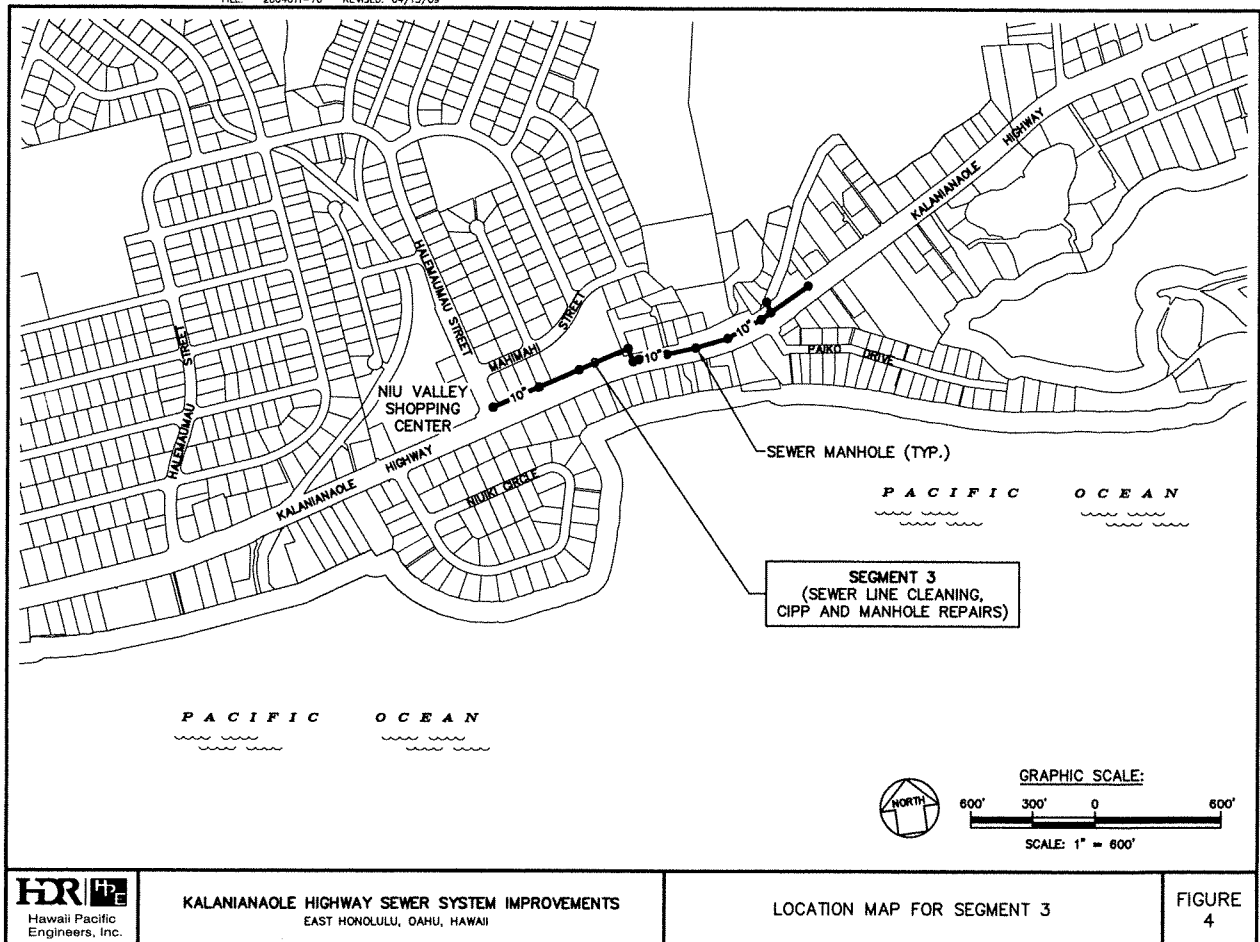 KALANIANAOLE HIGHWAY
HALEMAUMAU STREET
MAHIMAH STREET
HALEMAUMAU STREET
NIU VALLEY
SHOPPING
CENTER
10"
10"
10"
PAIKO DRIVE
SEWER MANHOLE (TYP.)
KALANIANAOLE HIGHWAY
NIUIKI CIRCLE
PACIFIC OCEAN
SEGMENT 3
(SEWER LINE CLEANING,
CIPP AND MANHOLE REPAIRS)
PACIFIC OCEAN
NORTH
GRAPHIC SCALE:
600' 300' 0 600'
SCALE: 1" = 600'
HDR HPE
Hawaii Pacific
Engineers, Inc.
KALANIANAOLE HIGHWAY SEWER SYSTEM IMPROVEMENTS
EAST HONOLULU, OAHU, HAWAII
LOCATION MAP FOR SEGMENT 3
FIGURE
4